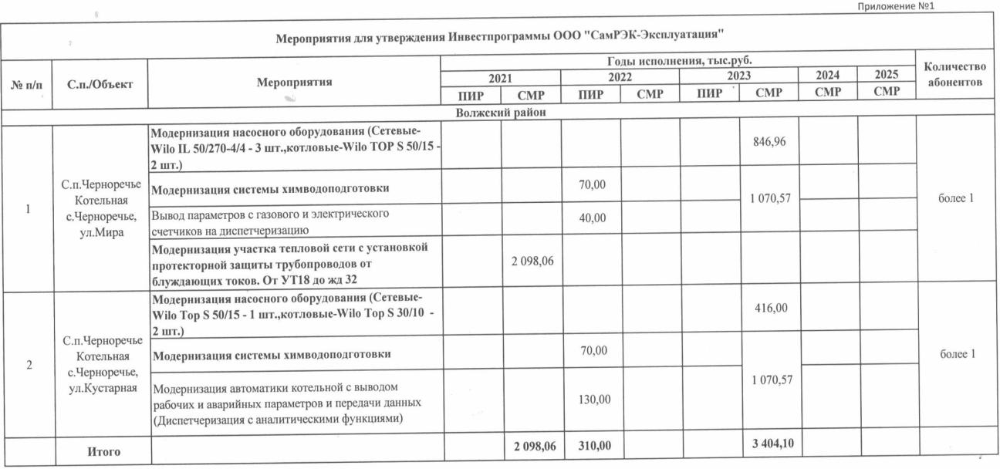 Приложение №1
Мероприятия для утверждения Инвестпрограммы ООО "СамРЭК-Эксплуатация"
№ п/п
С.п./Объект
Мероприятия
Годы исполнения, тыс.руб.
Количество
абонентов
2021
2022
2023
2024
2025
ПИР
СМР
ПИР
СМР
ПИР
СМР
СМР
СМР
Волжский район
1
С.п.Черноречье
Котельная
с.Черноречье,
ул.Мира
Модернизация насосного оборудования (Сетевые-
Wilo IL 50/270-4/4 - 3 шт.,котловые-Wilo TOP S 50/15 -
2 шт.)
846,96
Модернизация системы химводоподготовки
70,00
1 070,57
Вывод параметров с газового и электрического
счетчиков на диспетчеризацию
40,00
Модернизация участка тепловой сети с установкой
протекторной защиты трубопроводов от
блуждающих токов. От УТ18 до жд 32
2 098,06
более 1
2
С.п.Черноречье
Котельная
с.Черноречье,
ул.Кустарная
Модернизация насосного оборудования (Сетевые-
Wilo Top S 50/15 - 1 шт.,котловые-Wilo Top S 30/10 -
2 шт.)
416,00
Модернизация системы химводоподготовки
70,00
1 070,57
Модернизация автоматики котельной с выводом
рабочих и аварийных параметров и передачи данных
(Диспетчеризация с аналитическими функциями)
130,00
более 1
Итого
2 098,06
310,00
3 404,10